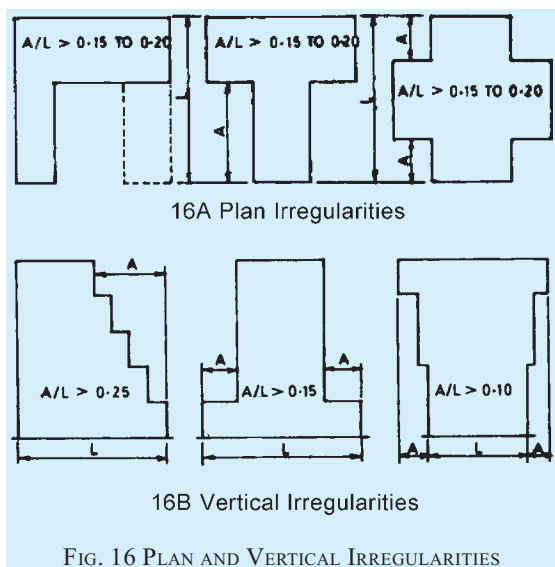 A/L > 0·15 TO 0·20
A/L > 0·15 TO 0·20
A/L > 0·15 TO 0·20
L
A
L
A
A
16A Plan Irregularities
A
A
A
A/L > 0·25
A/L > 0·15
A/L > 0·10
L
L
A
L
A
16B Vertical Irregularities
FIG. 16 PLAN AND VERTICAL IRREGULARITIES